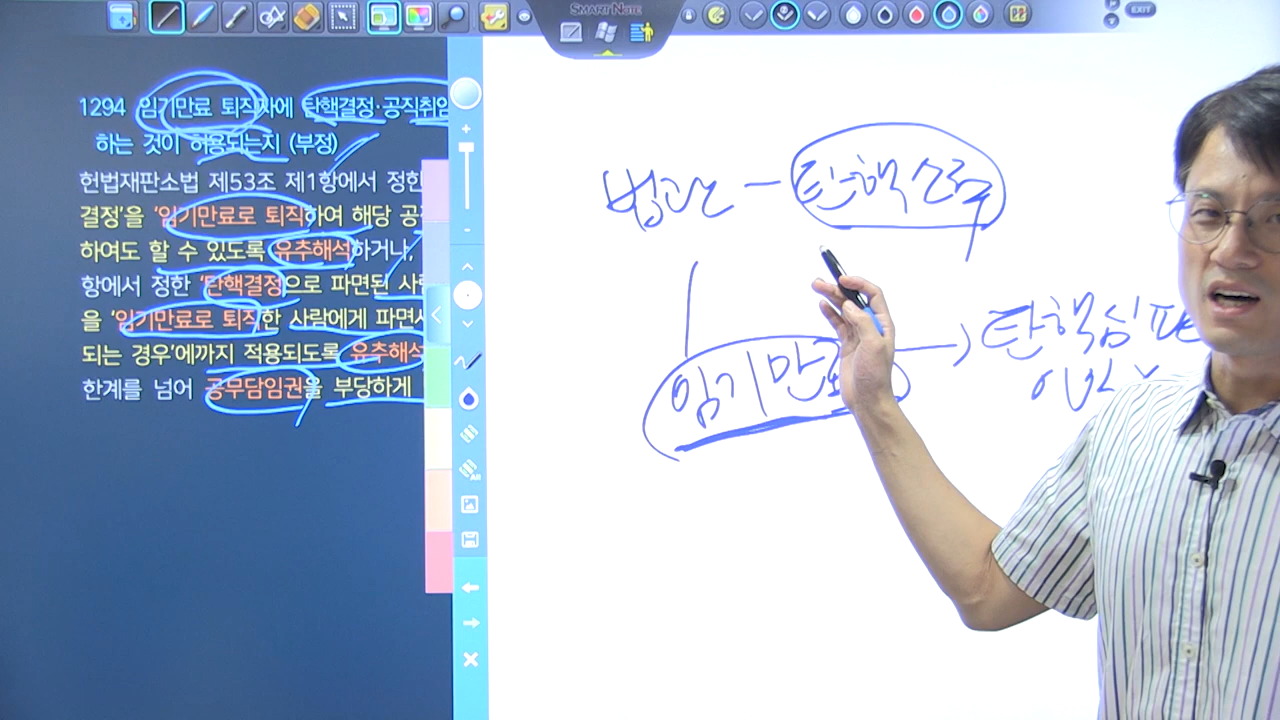 SMART NOTE
EXIT
1294 임기만료 퇴직자에 탄핵결정·공직취임
하는 것이 허용되는지 (부정)
헌법재판소법 제53조 제1항에서 정한
결정'을 '임기만료로 퇴직하여 해당 공
하여도 할 수 있도록 유추해석하거나,
항에서 정한 '탄핵결정으로 파면된 사
을 '임기만료로 퇴직한 사람에게 파면
되는 경우'에까지 적용되도록 유추해석
한계를 넘어 공무담임권을 부당하게
All
법관 - 탄핵소추
임기만
→ 탄핵심판